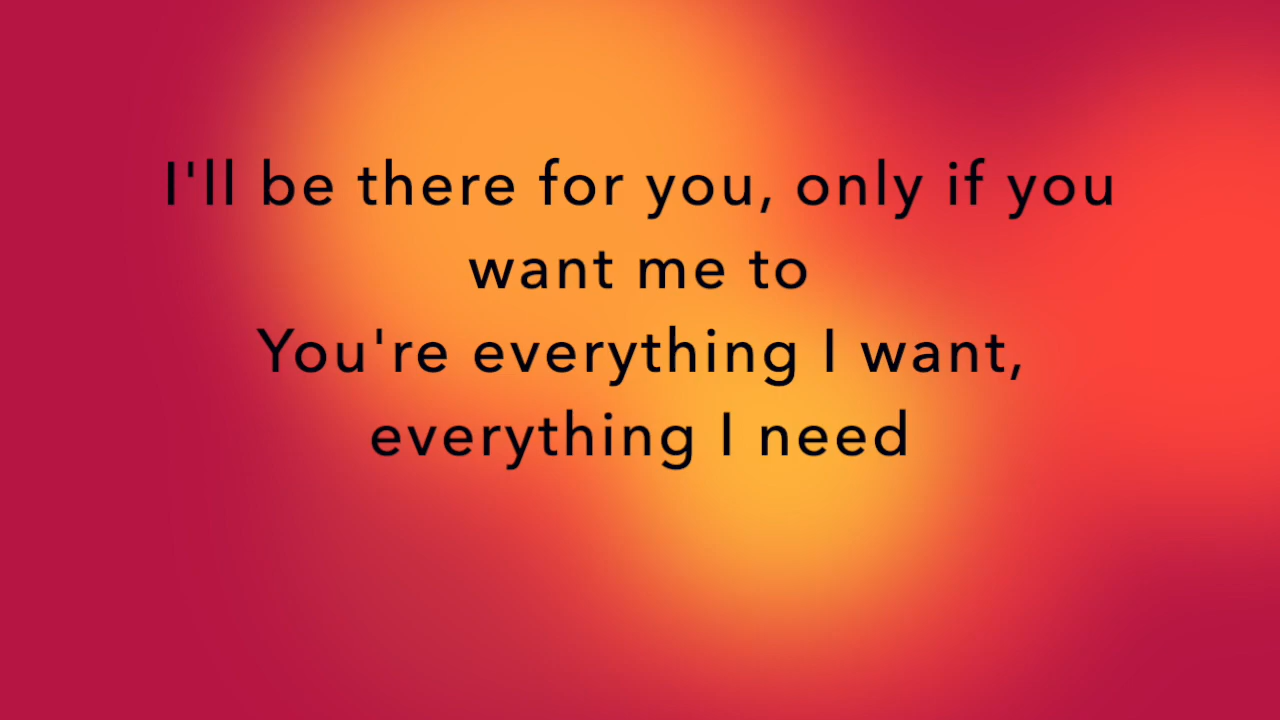 I'll be there for you, only if you
want me to
You're everything I want,
everything I need